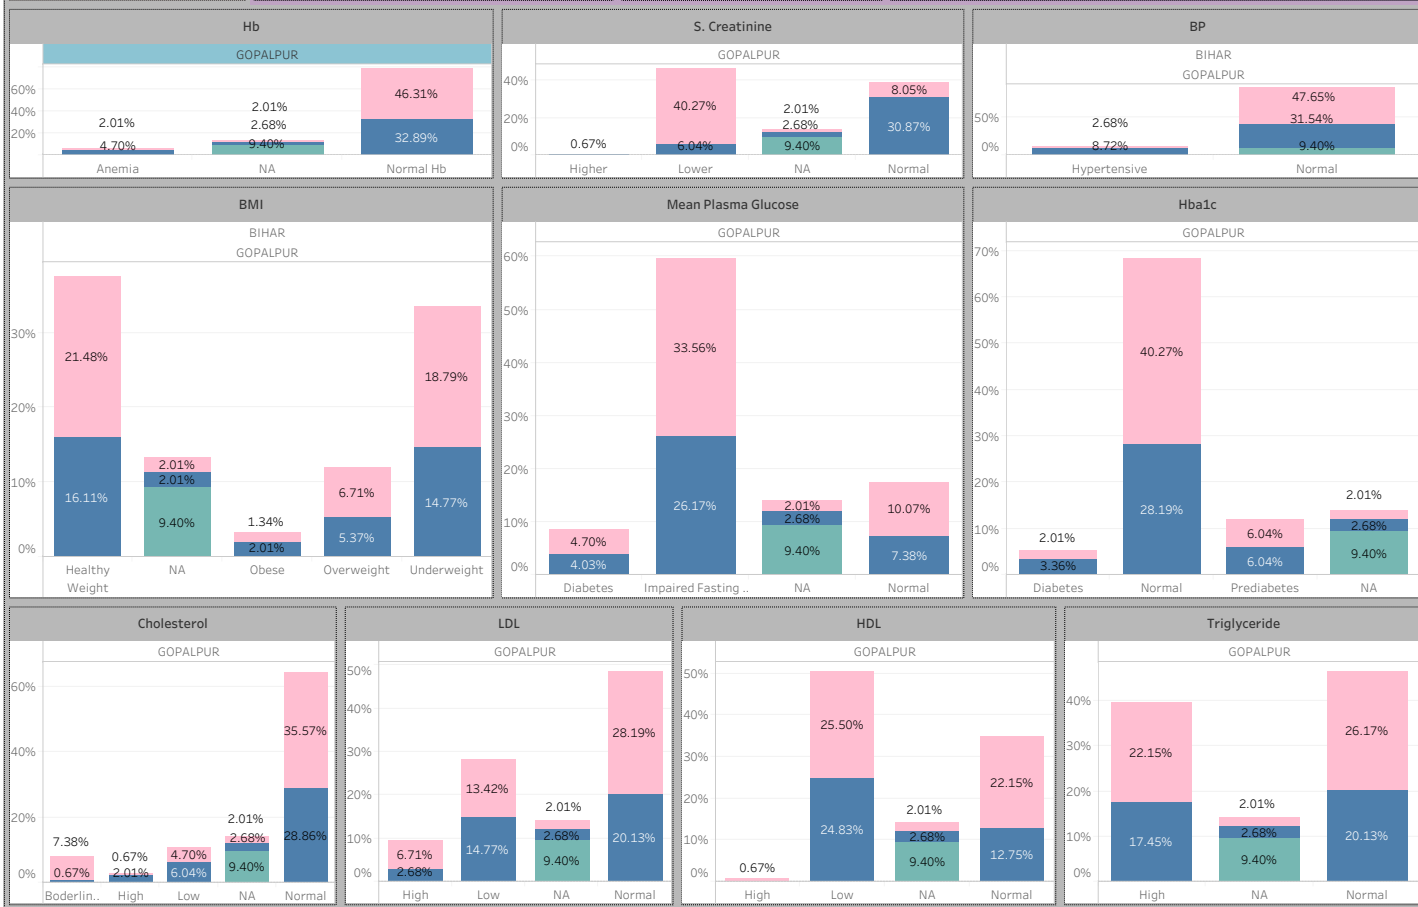 Hb
GOPALPUR
60%
40%
20%
2.01%
4.70%
2.01%
2.68%
9.40%
46.31%
32.89%
Anemia
NA
Normal Hb
S. Creatinine
GOPALPUR
40%
20%
0%
0.67%
40.27%
6.04%
2.01%
2.68%
9.40%
8.05%
30.87%
Higher
Lower
NA
Normal
BP
BIHAR
GOPALPUR
50%
0%
2.68%
8.72%
47.65%
31.54%
9.40%
Hypertensive
Normal
BMI
BIHAR
GOPALPUR
30%
20%
10%
0%
21.48%
16.11%
2.01%
2.01%
9.40%
1.34%
2.01%
6.71%
5.37%
18.79%
14.77%
Healthy
Weight
NA
Obese
Overweight
Underweight
Mean Plasma Glucose
GOPALPUR
60%
50%
40%
30%
20%
10%
0%
4.70%
4.03%
33.56%
26.17%
2.01%
2.68%
9.40%
10.07%
7.38%
Diabetes
Impaired Fasting ..
NA
Normal
Hba1c
GOPALPUR
70%
60%
50%
40%
30%
20%
10%
0%
2.01%
3.36%
40.27%
28.19%
6.04%
6.04%
2.01%
2.68%
9.40%
Diabetes
Normal
Prediabetes
NA
Cholesterol
GOPALPUR
60%
40%
20%
0%
7.38%
0.67%
0.67%
2.01%
4.70%
6.04%
2.01%
2.68%
9.40%
35.57%
28.86%
Boderlin..
High
Low
NA
Normal
LDL
GOPALPUR
50%
40%
30%
20%
10%
0%
6.71%
2.68%
13.42%
14.77%
2.01%
2.68%
9.40%
28.19%
20.13%
High
Low
NA
Normal
HDL
GOPALPUR
50%
40%
30%
20%
10%
0%
0.67%
25.50%
24.83%
2.01%
2.68%
9.40%
22.15%
12.75%
High
Low
NA
Normal
Triglyceride
GOPALPUR
40%
30%
20%
10%
0%
22.15%
17.45%
2.01%
2.68%
9.40%
26.17%
20.13%
High
NA
Normal